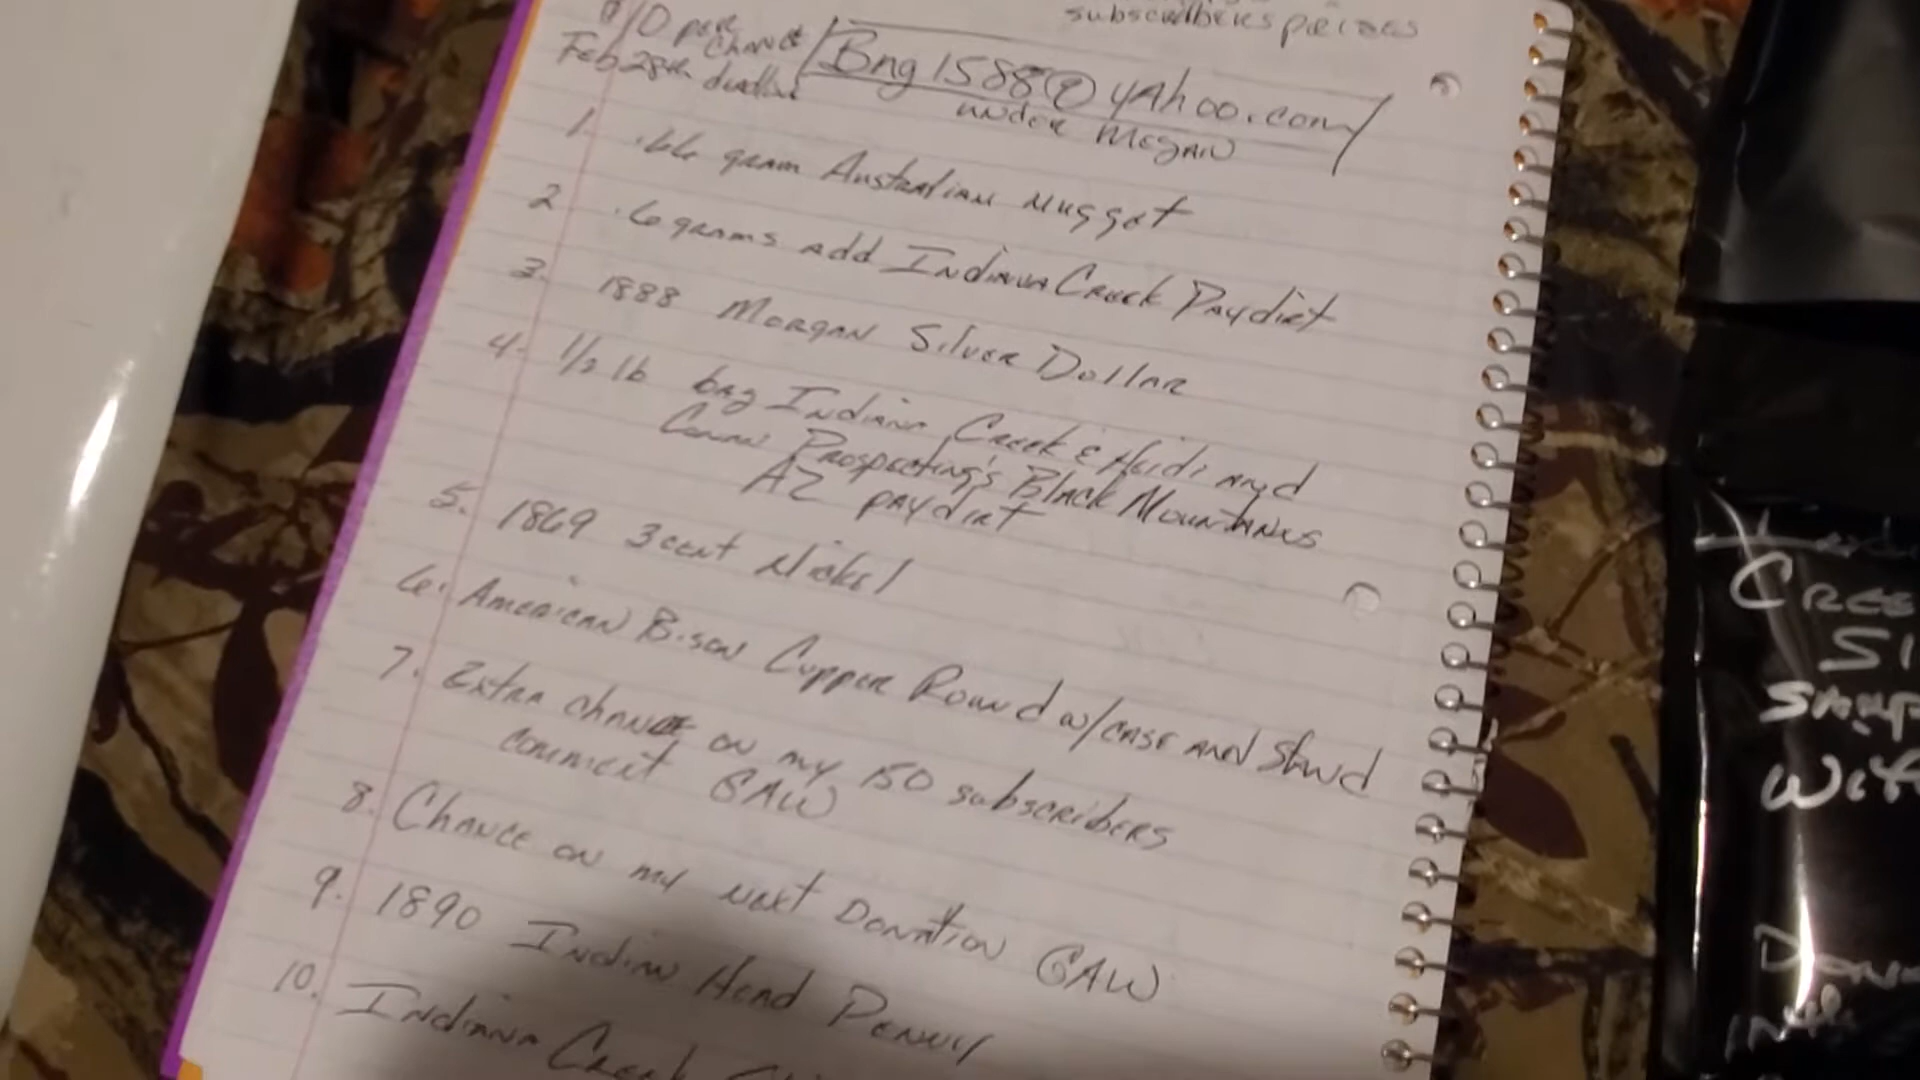 subscribers prizes
$10 per chance
Feb 28th deadline
Bng1588@yahoo.com
under Megan
1. .66 gram Australian Nugget
2 .6 grams add Indiana Creek Paydirt
3. 1888 Morgan Silver Dollar
4. 1/2 lb bag Indiana Creek & Heidi and
Prospecting's Black Mountains
AZ paydirt
5. 1869 3 cent Nickel
6. American Bison Copper Round w/case and Stand
7. Extra chance on my 150 subscribers
comment GAW
8. Chance on my next Donation GAW
9. 1890 Indian Head Penny
10. Indiana Creek
Cree